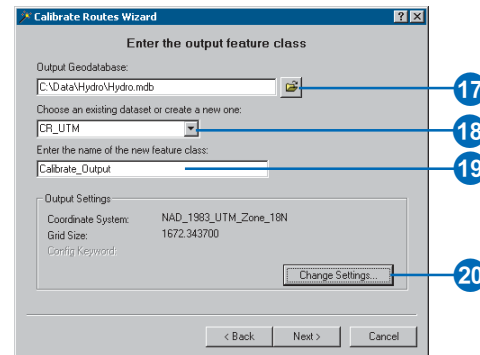 Calibrate Routes Wizard
? X
Enter the output feature class
Output Geodatabase:
C:\Data\Hydro\Hydro.mdb
17
Choose an existing dataset or create a new one:
CR_UTM
18
Enter the name of the new feature class:
19
Calibrate_Output
Output Settings
Coordinate System: NAD_1983_UTM_Zone_18N
Grid Size: 1672.343700
Config Keyword:
Change Settings...
20
< Back Next > Cancel